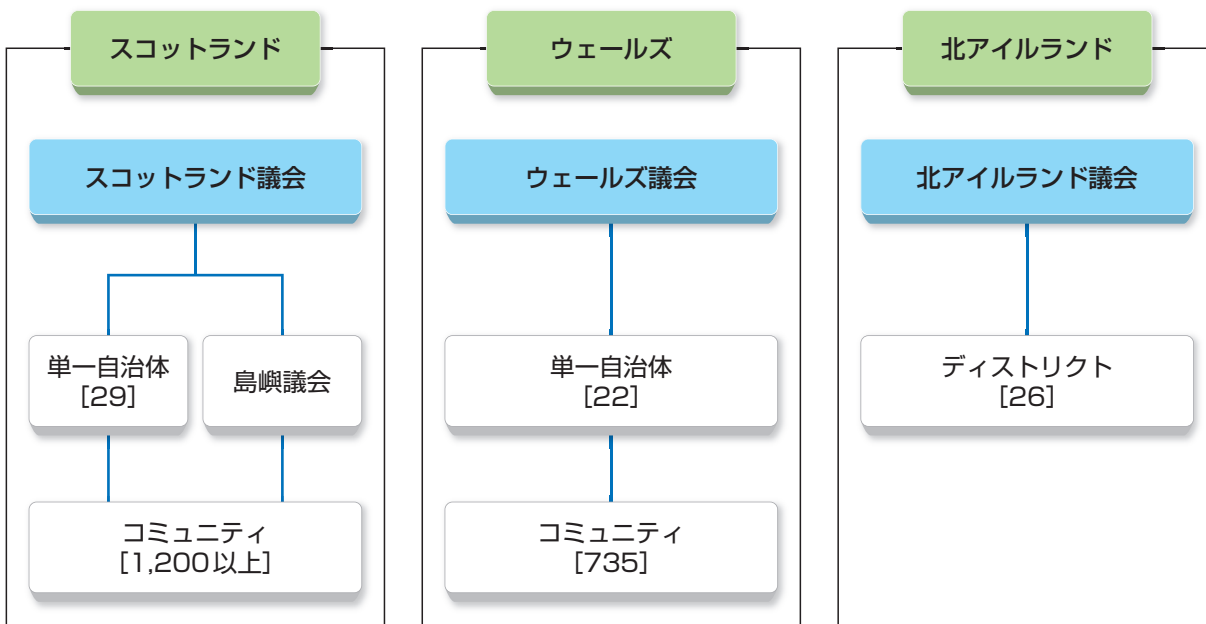 スコットランド
スコットランド議会
単一自治体
[29]
島嶼議会
コミュニティ
[1,200以上]
ウェールズ
ウェールズ議会
単一自治体
[22]
コミュニティ
[735]
北アイルランド
北アイルランド議会
ディストリクト
[26]